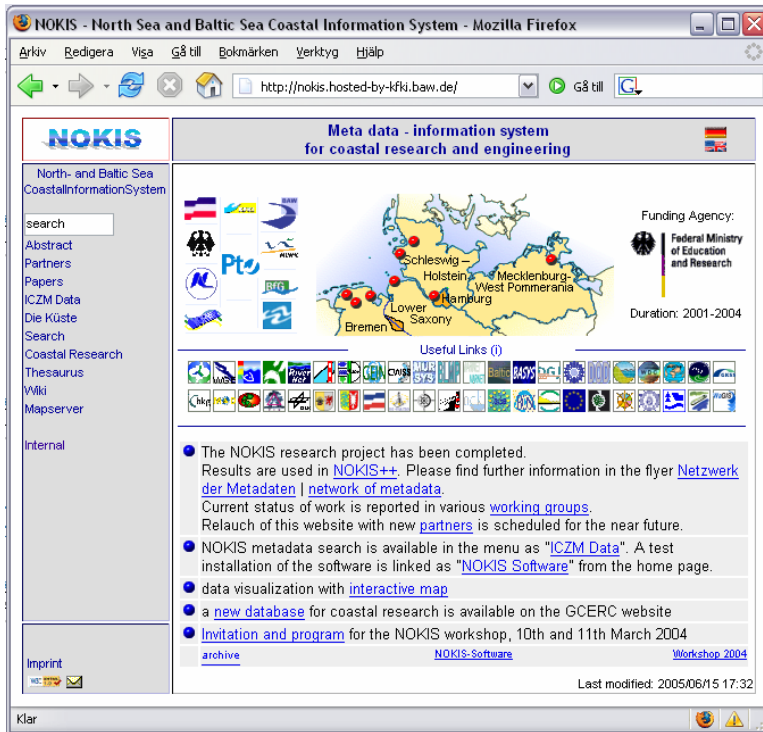 NOKIS - North Sea and Baltic Sea Coastal Information System - Mozilla Firefox
Arkiv Redigera Visa Gå till Bokmärken Verktyg Hjälp
http://nokis.hosted-by-kfki.baw.de/ Gå till G
NOKIS
Meta data - information system
for coastal research and engineering
North- and Baltic Sea
CoastalInformationSystem
search
Abstract
Partners
Papers
ICZM Data
Die Küste
Search
Coastal Research
Thesaurus
Wiki
Mapserver
Internal
Imprint
BAW
Pt
BfG
Schleswig –
Holstein
Mecklenburg-
West Pommerania
Hamburg
Lower
Saxony
Bremen
Funding Agency:
Federal Ministry
of Education
and Research
Duration: 2001-2004
Useful Links (i)
The NOKIS research project has been completed.
Results are used in NOKIS++. Please find further information in the flyer Netzwerk
der Metadaten | network of metadata.
Current status of work is reported in various working groups.
Relauch of this website with new partners is scheduled for the near future.
NOKIS metadata search is available in the menu as "ICZM Data". A test
installation of the software is linked as "NOKIS Software" from the home page.
data visualization with interactive map
a new database for coastal research is available on the GCERC website
Invitation and program for the NOKIS workshop, 10th and 11th March 2004
archive NOKIS-Software Workshop 2004
Last modified: 2005/06/15 17:32
Klar